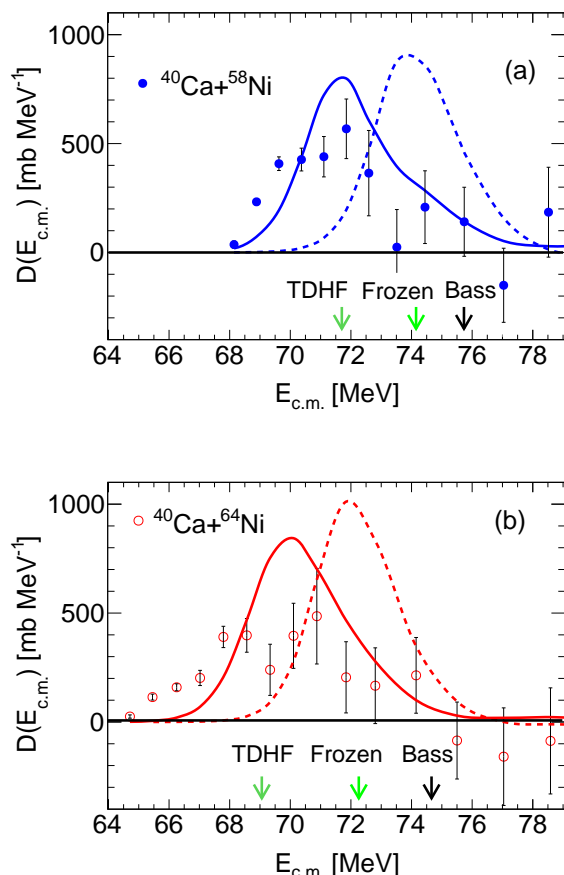 1000
(a)
⁴⁰Ca+⁵⁸Ni
500
0
TDHF Frozen Bass
64 66 68 70 72 74 76 78
E_c.m. [MeV]
D(E_c.m.) [mb MeV⁻¹]
1000
(b)
⁴⁰Ca+⁶⁴Ni
500
0
TDHF Frozen Bass
64 66 68 70 72 74 76 78
E_c.m. [MeV]
D(E_c.m.) [mb MeV⁻¹]